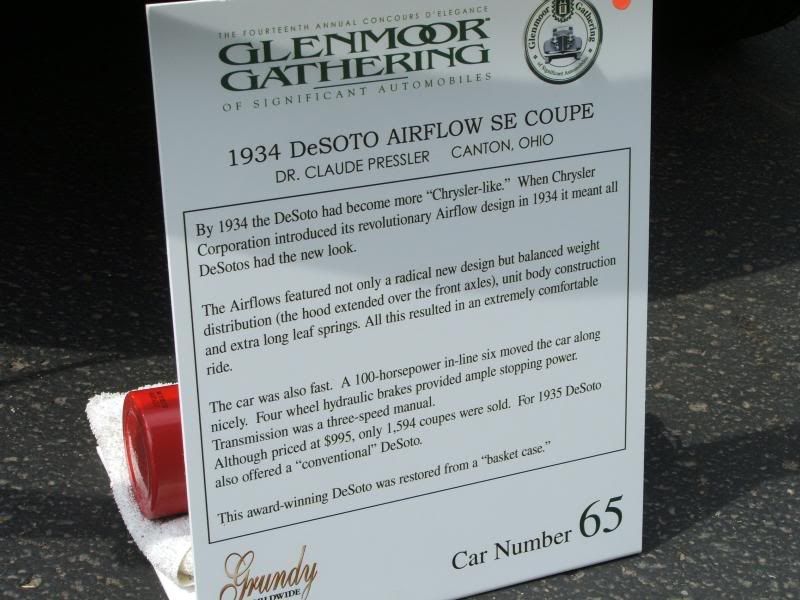 THE FOURTEENTH ANNUAL CONCOURS D'ELEGANCE
GLENMOOR
GATHERING
OF SIGNIFICANT AUTOMOBILES
Glenmoor Gathering
of Significant Automobiles
1934 DeSOTO AIRFLOW SE COUPE
DR. CLAUDE PRESSLER CANTON, OHIO
By 1934 the DeSoto had become more “Chrysler-like.” When Chrysler
Corporation introduced its revolutionary Airflow design in 1934 it meant all
DeSotos had the new look.
The Airflows featured not only a radical new design but balanced weight
distribution (the hood extended over the front axles), unit body construction
and extra long leaf springs. All this resulted in an extremely comfortable
ride.
The car was also fast. A 100-horsepower in-line six moved the car along
nicely. Four wheel hydraulic brakes provided ample stopping power.
Transmission was a three-speed manual.
Although priced at $995, only 1,594 coupes were sold. For 1935 DeSoto
also offered a “conventional” DeSoto.
This award-winning DeSoto was restored from a “basket case.”
Car Number 65
Grundy
WORLDWIDE